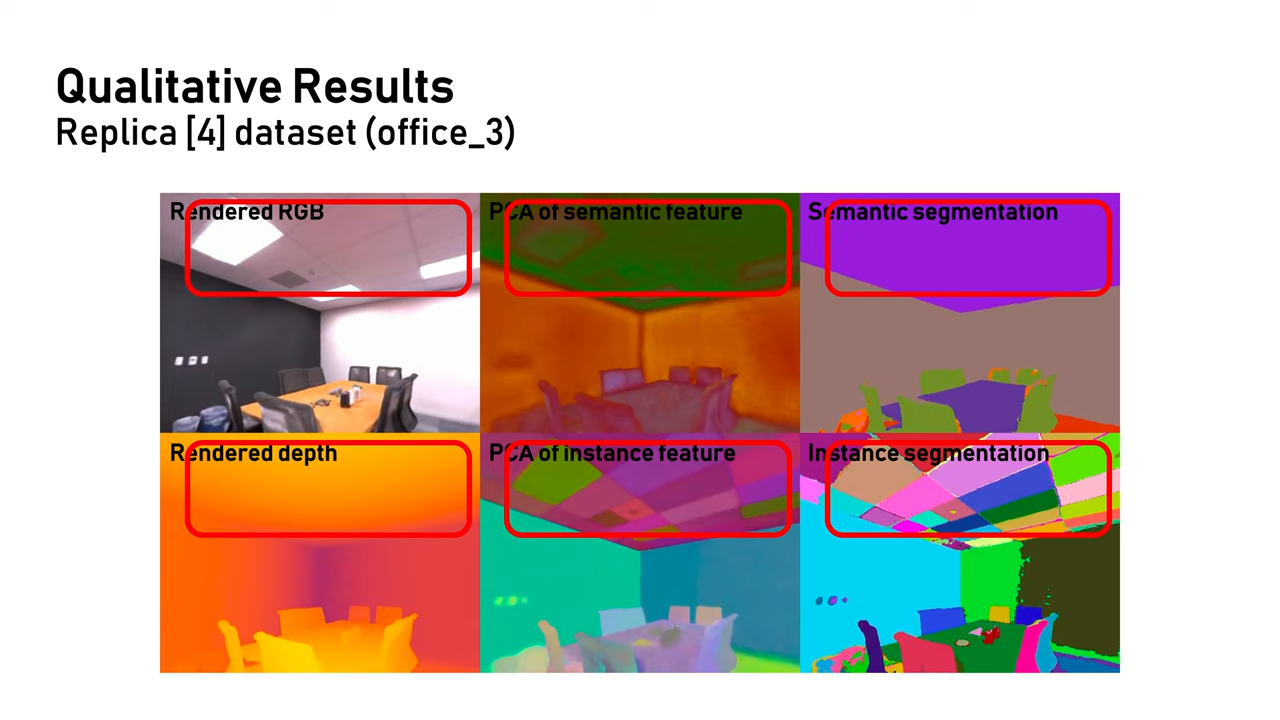 Qualitative Results
Replica [4] dataset (office_3)
Rendered RGB
PCA of semantic feature
Semantic segmentation
Rendered depth
PCA of instance feature
Instance segmentation